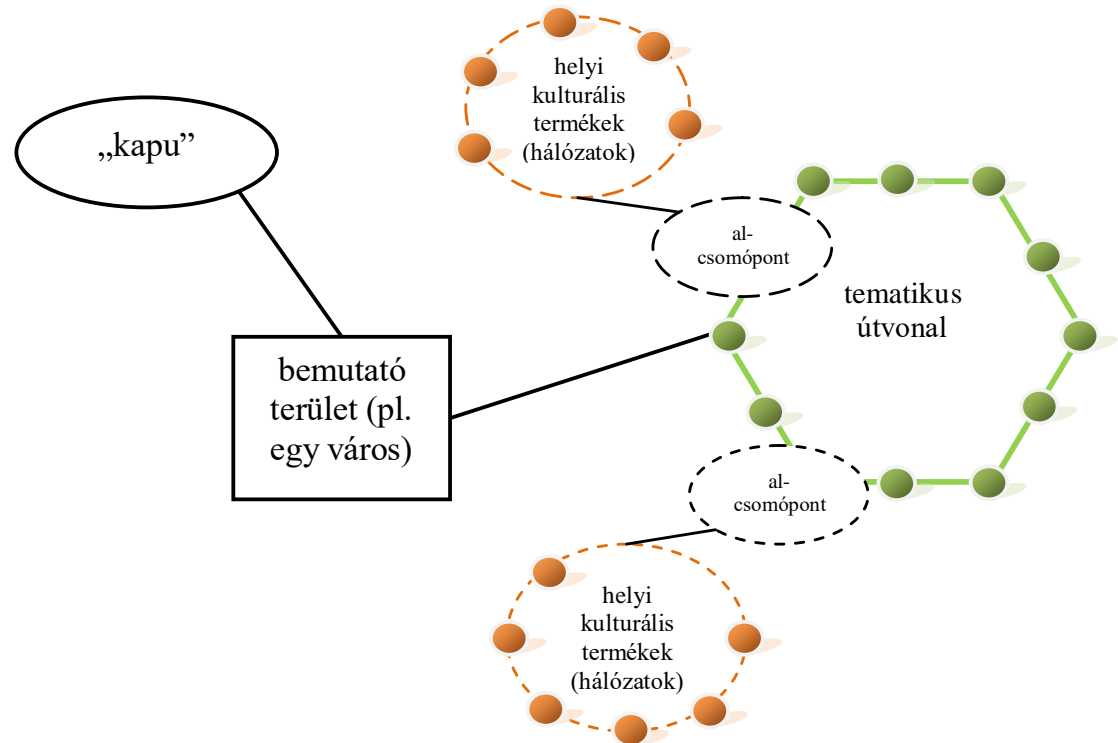 „kapu”
bemutató
terület (pl.
egy város)
helyi
kulturális
termékek
(hálózatok)
al-
csomópont
tematikus
útvonal
al-
csomópont
helyi
kulturális
termékek
(hálózatok)